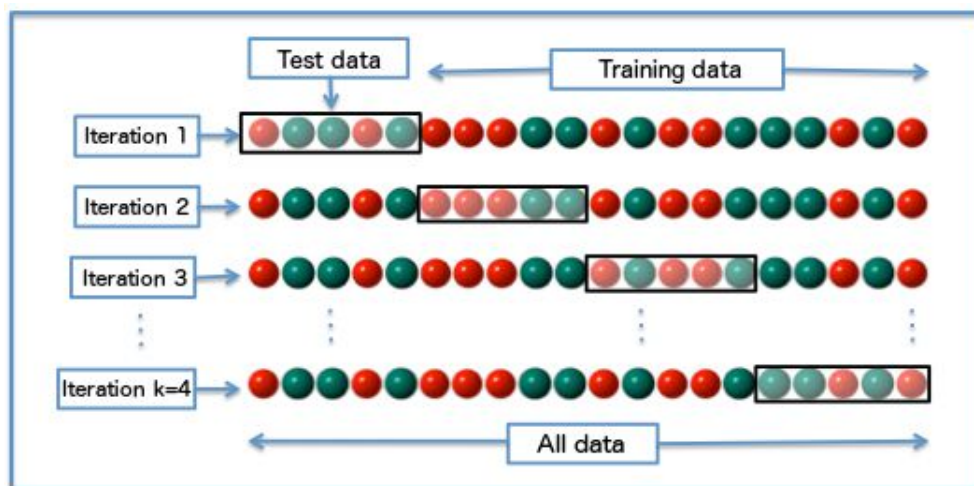 Test data
Training data
Iteration 1
Iteration 2
Iteration 3
Iteration k=4
All data